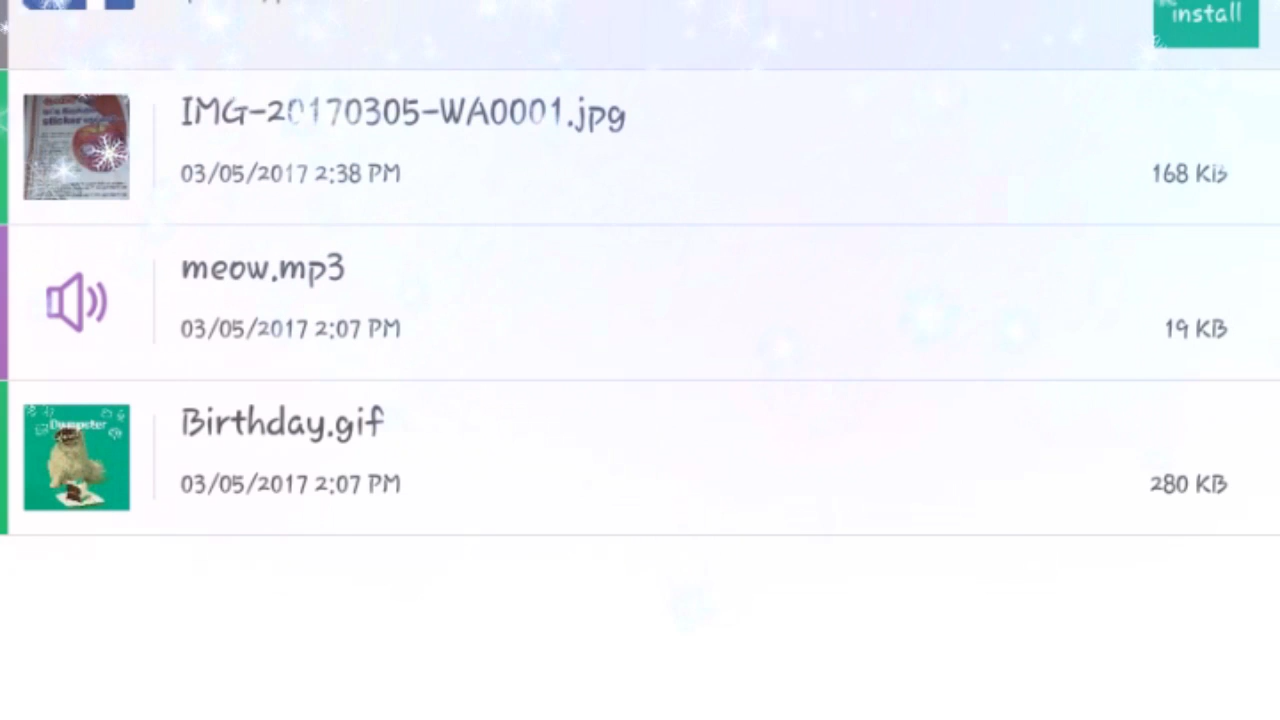 install
IMG-20170305-WA0001.jpg
03/05/2017 2:38 PM
168 KB
meow.mp3
03/05/2017 2:07 PM
19 KB
Dumpster
Birthday.gif
03/05/2017 2:07 PM
280 KB